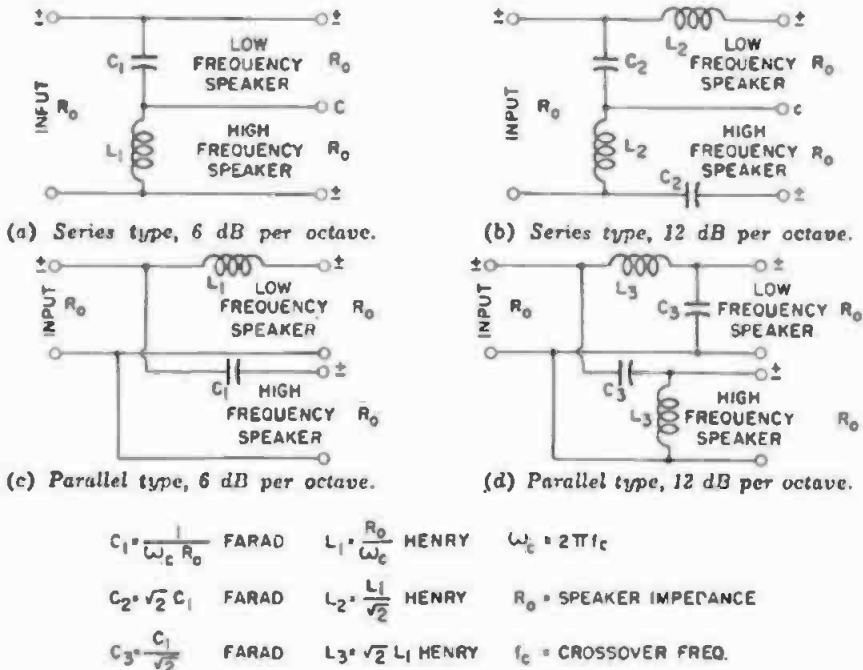 ± ±
C₁ LOW FREQUENCY SPEAKER R₀
INPUT R₀
C
L₁ HIGH FREQUENCY SPEAKER R₀
±
(a) Series type, 6 dB per octave.
± ±
L₂
C₂ LOW FREQUENCY SPEAKER R₀
INPUT R₀
c
L₂ HIGH FREQUENCY SPEAKER R₀
C₂
±
(b) Series type, 12 dB per octave.
± ±
L₁
INPUT R₀
LOW FREQUENCY SPEAKER R₀
C₁ ±
HIGH FREQUENCY SPEAKER R₀
(c) Parallel type, 6 dB per octave.
± ±
L₃
INPUT R₀
C₃ LOW FREQUENCY SPEAKER R₀
C₃ ±
L₃ HIGH FREQUENCY SPEAKER R₀
(d) Parallel type, 12 dB per octave.
C₁ = 1/(ω_c R₀) FARAD L₁ = R₀/ω_c HENRY ω_c = 2πf_c
C₂ = √2 C₁ FARAD L₂ = L₁/√2 HENRY R₀ = SPEAKER IMPEDANCE
C₃ = C₁/√2 FARAD L₃ = √2 L₁ HENRY f_c = CROSSOVER FREQ.